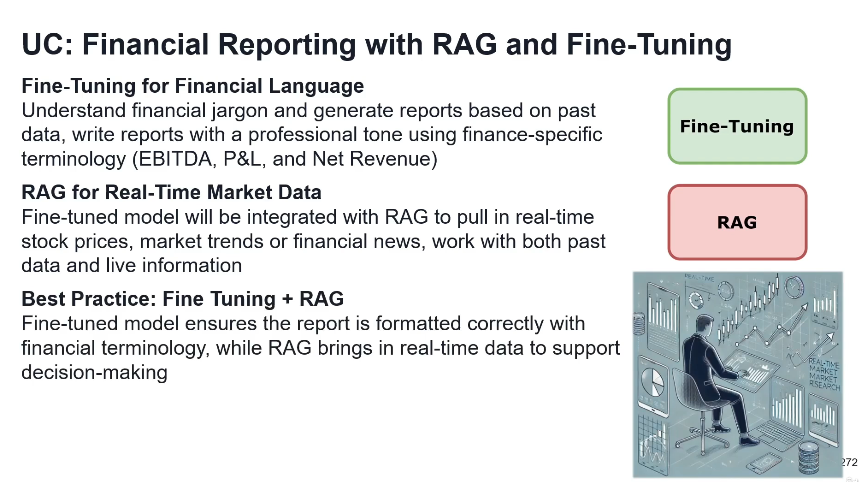 UC: Financial Reporting with RAG and Fine-Tuning
Fine-Tuning for Financial Language
Understand financial jargon and generate reports based on past
data, write reports with a professional tone using finance-specific
terminology (EBITDA, P&L, and Net Revenue)
RAG for Real-Time Market Data
Fine-tuned model will be integrated with RAG to pull in real-time
stock prices, market trends or financial news, work with both past
data and live information
Best Practice: Fine Tuning + RAG
Fine-tuned model ensures the report is formatted correctly with
financial terminology, while RAG brings in real-time data to support
decision-making
Fine-Tuning
RAG
REAL-TIME
REAL-TIME
MARKET
MARKET
RESEARCH
272